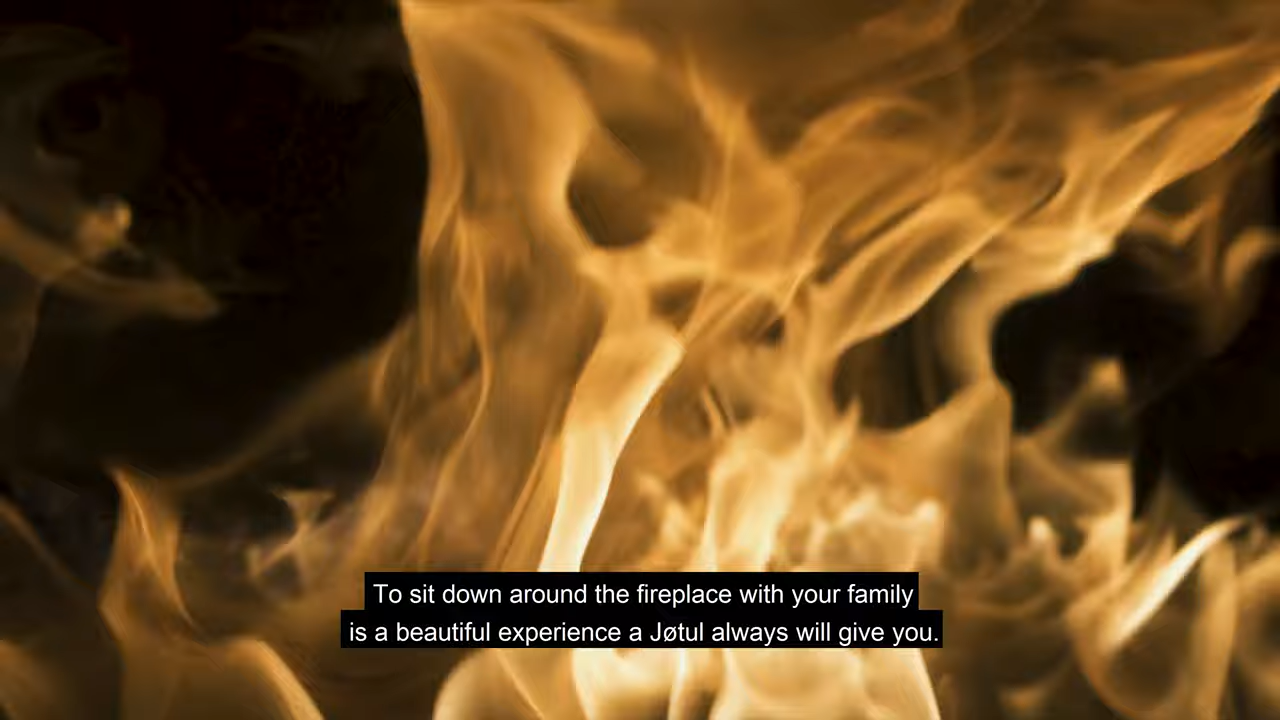 To sit down around the fireplace with your family
is a beautiful experience a Jøtul always will give you.